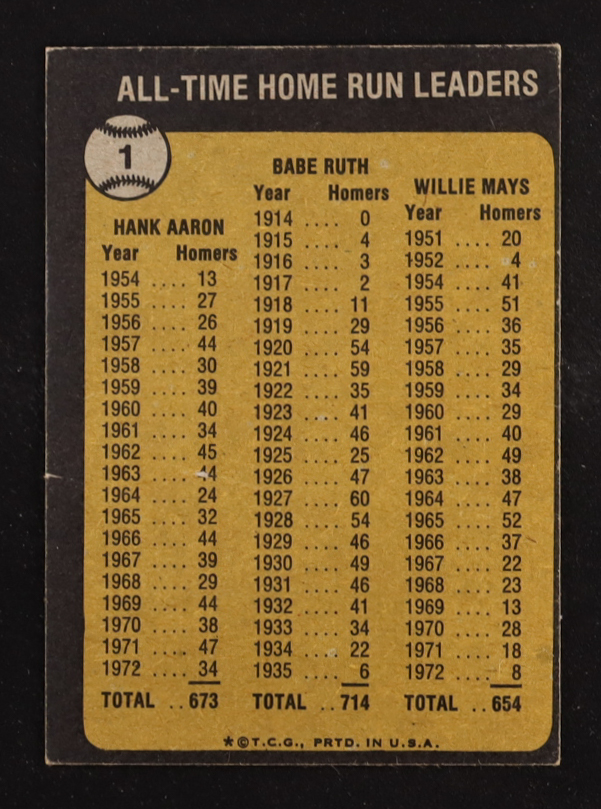 ALL-TIME HOME RUN LEADERS
1
HANK AARON
Year Homers
1954 .... 13
1955 .... 27
1956 .... 26
1957 .... 44
1958 .... 30
1959 .... 39
1960 .... 40
1961 .... 34
1962 .... 45
1963 .... 44
1964 .... 24
1965 .... 32
1966 .... 44
1967 .... 39
1968 .... 29
1969 .... 44
1970 .... 38
1971 .... 47
1972 .... 34
TOTAL .. 673
BABE RUTH
Year Homers
1914 .... 0
1915 .... 4
1916 .... 3
1917 .... 2
1918 .... 11
1919 .... 29
1920 .... 54
1921 .... 59
1922 .... 35
1923 .... 41
1924 .... 46
1925 .... 25
1926 .... 47
1927 .... 60
1928 .... 54
1929 .... 46
1930 .... 49
1931 .... 46
1932 .... 41
1933 .... 34
1934 .... 22
1935 .... 6
TOTAL .. 714
WILLIE MAYS
Year Homers
1951 .... 20
1952 .... 4
1954 .... 41
1955 .... 51
1956 .... 36
1957 .... 35
1958 .... 29
1959 .... 34
1960 .... 29
1961 .... 40
1962 .... 49
1963 .... 38
1964 .... 47
1965 .... 52
1966 .... 37
1967 .... 22
1968 .... 23
1969 .... 13
1970 .... 28
1971 .... 18
1972 .... 8
TOTAL .. 654
*©T.C.G., PRTD. IN U.S.A.